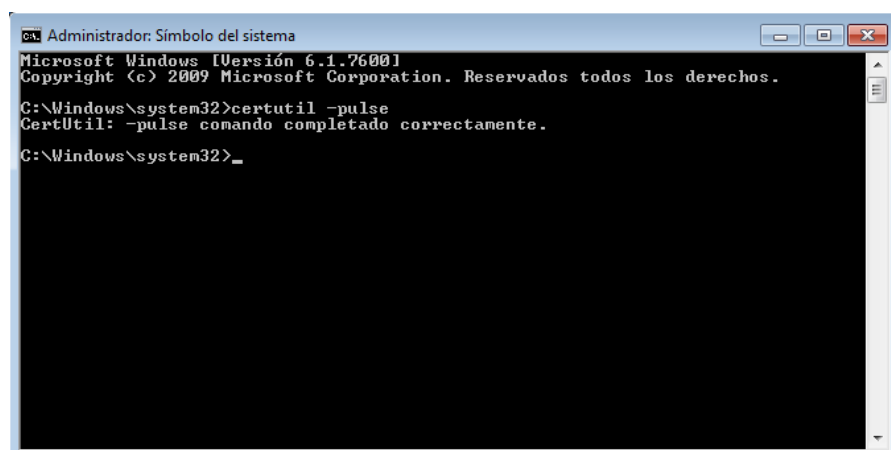 Administrador: Símbolo del sistema
Microsoft Windows [Versión 6.1.7600]
Copyright (c) 2009 Microsoft Corporation. Reservados todos los derechos.
C:\Windows\system32>certutil -pulse
CertUtil: -pulse comando completado correctamente.
C:\Windows\system32>_